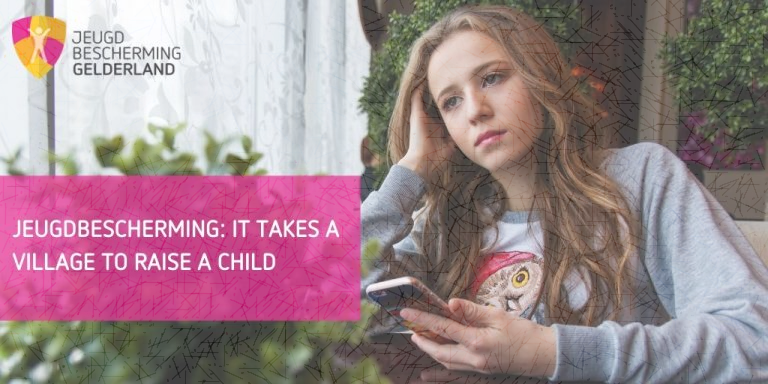 JEUGD
BESCHERMING
GELDERLAND
JEUGDBESCHERMING: IT TAKES A
VILLAGE TO RAISE A CHILD